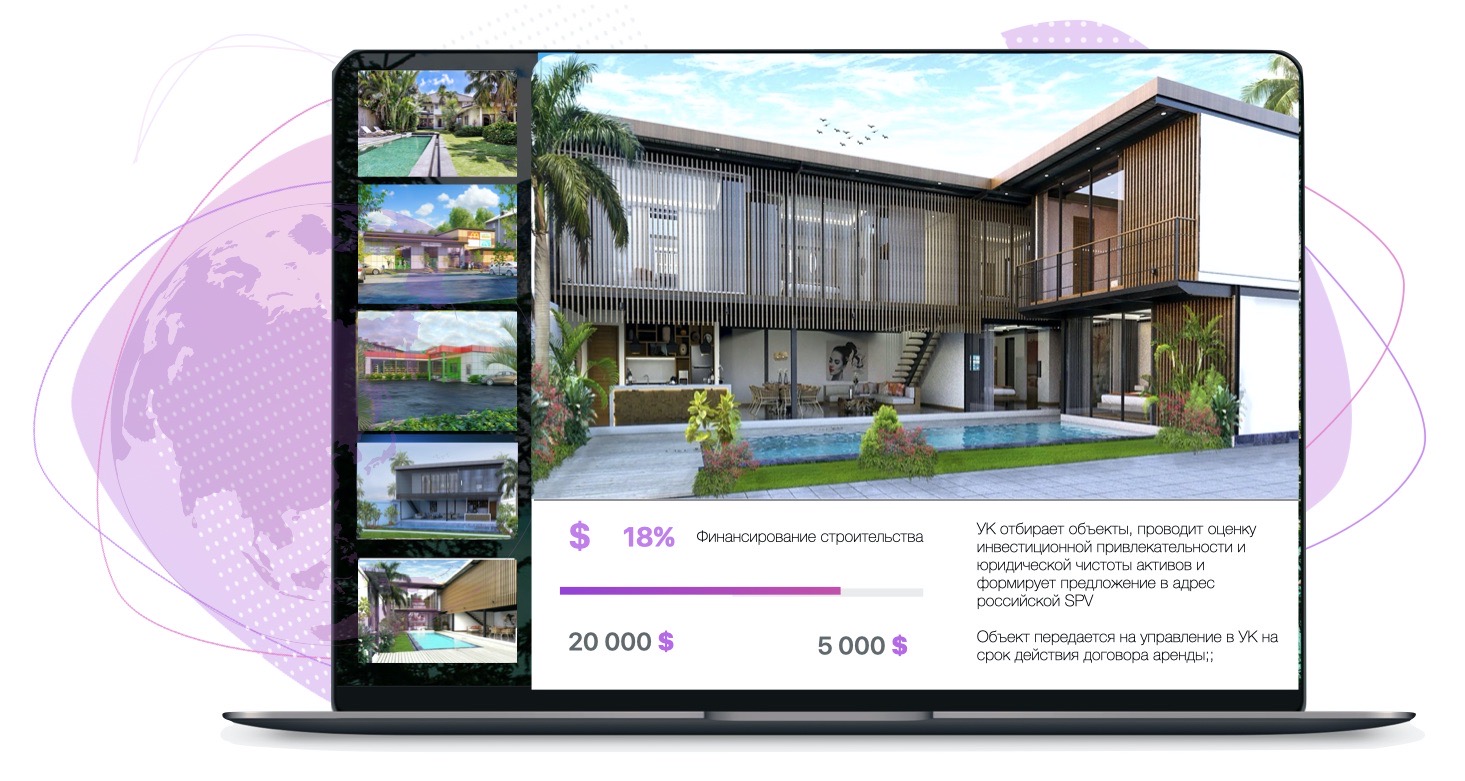 $ 18% Финансирование строительства
20 000 $ 5 000 $
УК отбирает объекты, проводит оценку
инвестиционной привлекательности и
юридической чистоты активов и
формирует предложение в адрес
российской SPV
Объект передается на управление в УК на
срок действия договора аренды;;